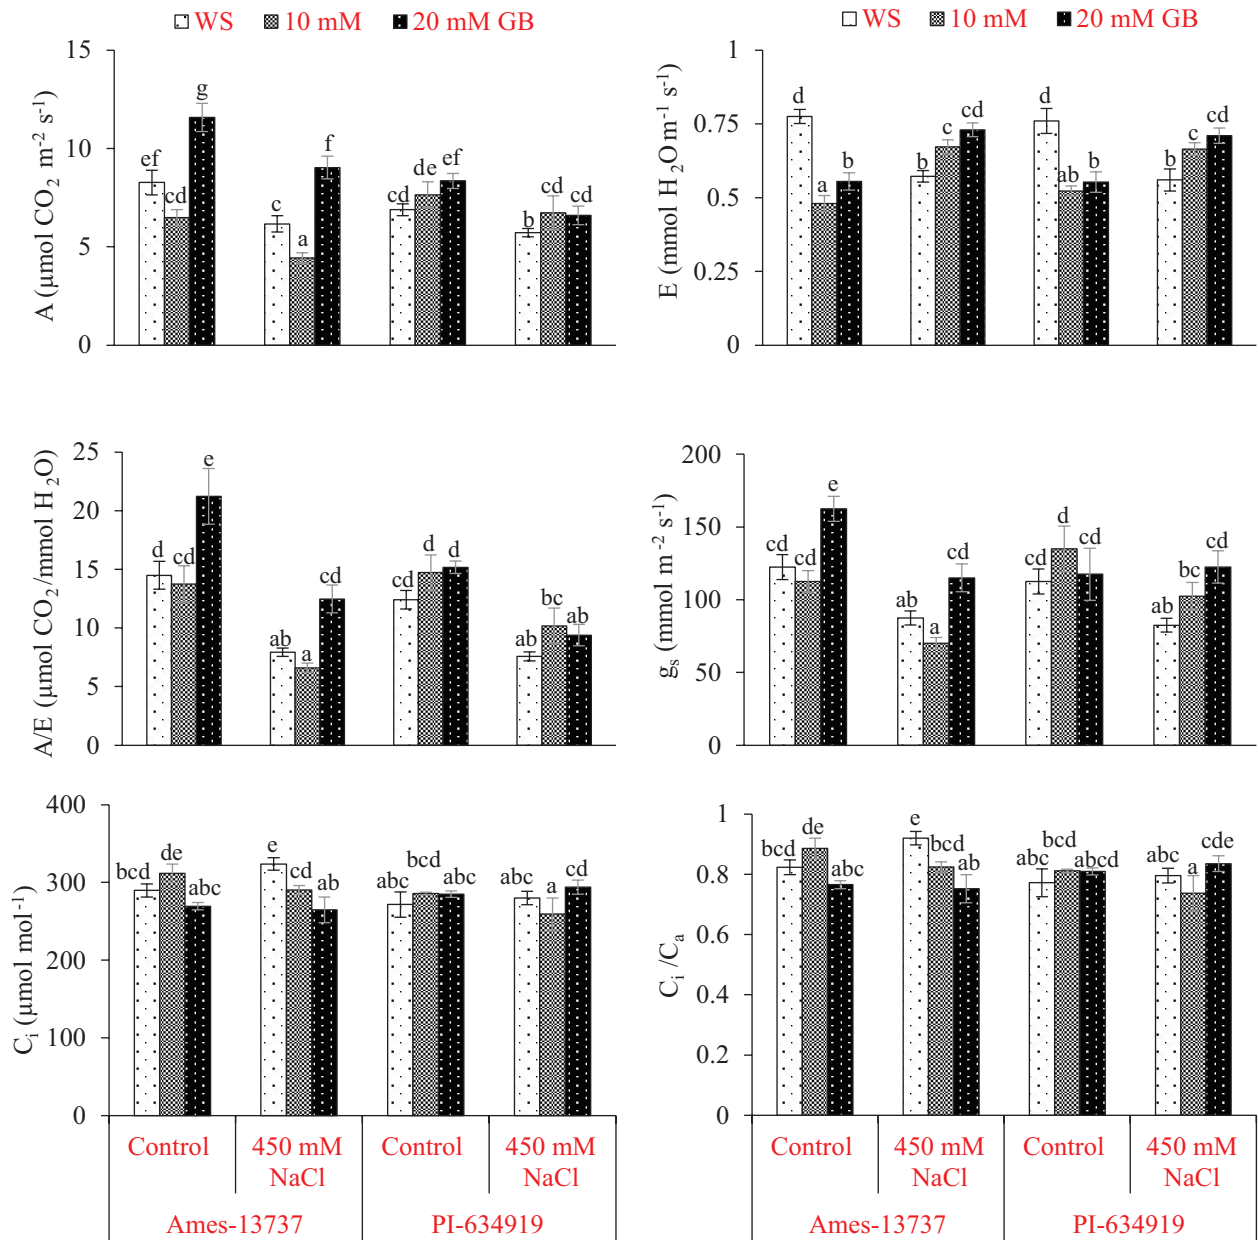 WS 10 mM 20 mM GB
A (µmol CO2 m-2 s-1)
15
10
5
0
ef cd g
c a f
cd de ef
b cd cd
WS 10 mM 20 mM GB
E (mmol H2O m-1 s-1)
1
0.75
0.5
0.25
0
d a b
b c cd
d ab b
b c cd
A/E (µmol CO2/mmol H2O)
25
20
15
10
5
0
d cd e
ab a cd
cd d d
ab bc ab
gs (mmol m-2 s-1)
200
150
100
50
0
cd cd e
ab a cd
cd d cd
ab bc cd
Ci (µmol mol-1)
400
300
200
100
0
bcd de abc
e cd ab
abc bcd abc
abc a cd
Control 450 mM NaCl Control 450 mM NaCl
Ames-13737 PI-634919
Ci /Ca
1
0.8
0.6
0.4
0.2
0
bcd de abc
e bcd ab
abc bcd abcd
abc a cde
Control 450 mM NaCl Control 450 mM NaCl
Ames-13737 PI-634919